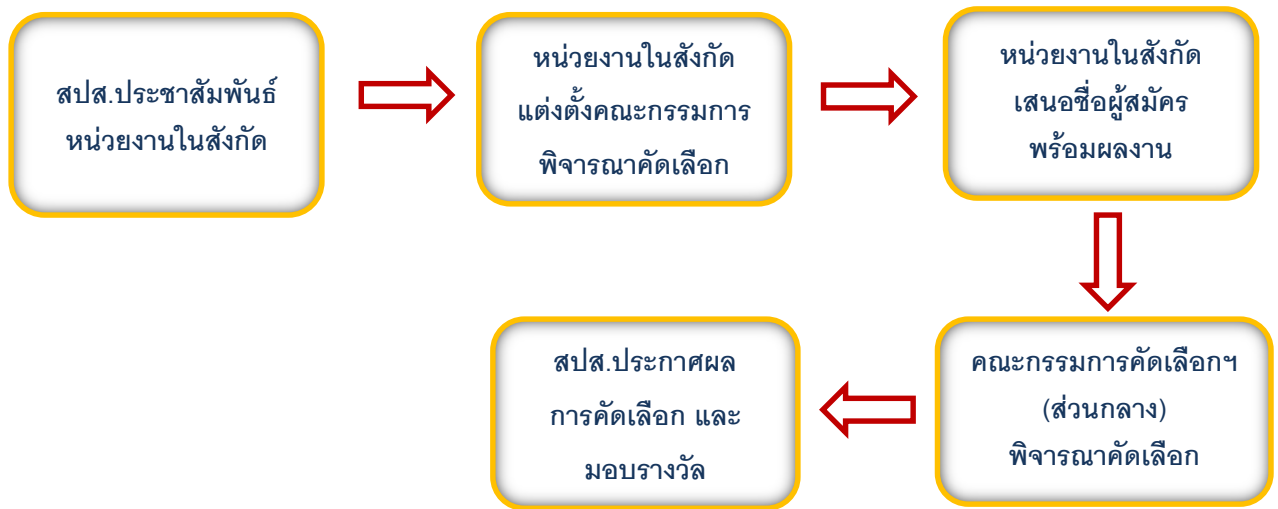 สปส.ประชาสัมพันธ์
หน่วยงานในสังกัด
หน่วยงานในสังกัด
แต่งตั้งคณะกรรมการ
พิจารณาคัดเลือก
หน่วยงานในสังกัด
เสนอชื่อผู้สมัคร
พร้อมผลงาน
คณะกรรมการคัดเลือกฯ
(ส่วนกลาง)
พิจารณาคัดเลือก
สปส.ประกาศผล
การคัดเลือก และ
มอบรางวัล